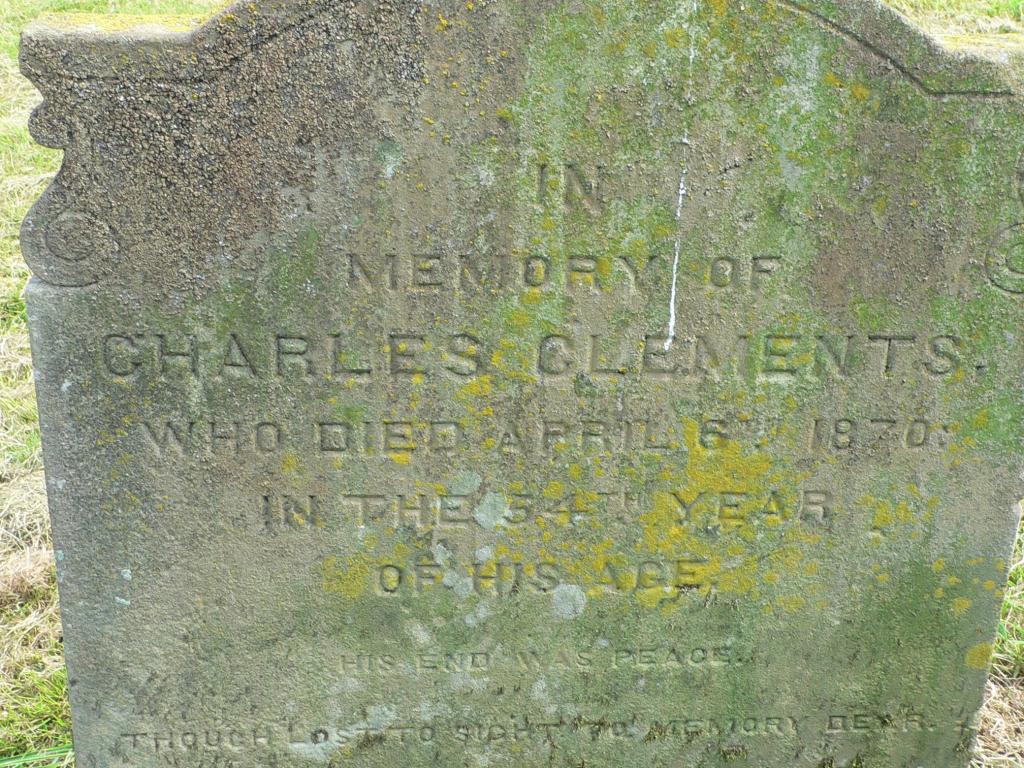 IN
MEMORY OF
CHARLES CLEMENTS.
WHO DIED APRIL 6TH 1870:
IN THE 54TH YEAR
OF HIS AGE.
HIS END WAS PEACE.
THOUGH LOST TO SIGHT TO MEMORY DEAR.